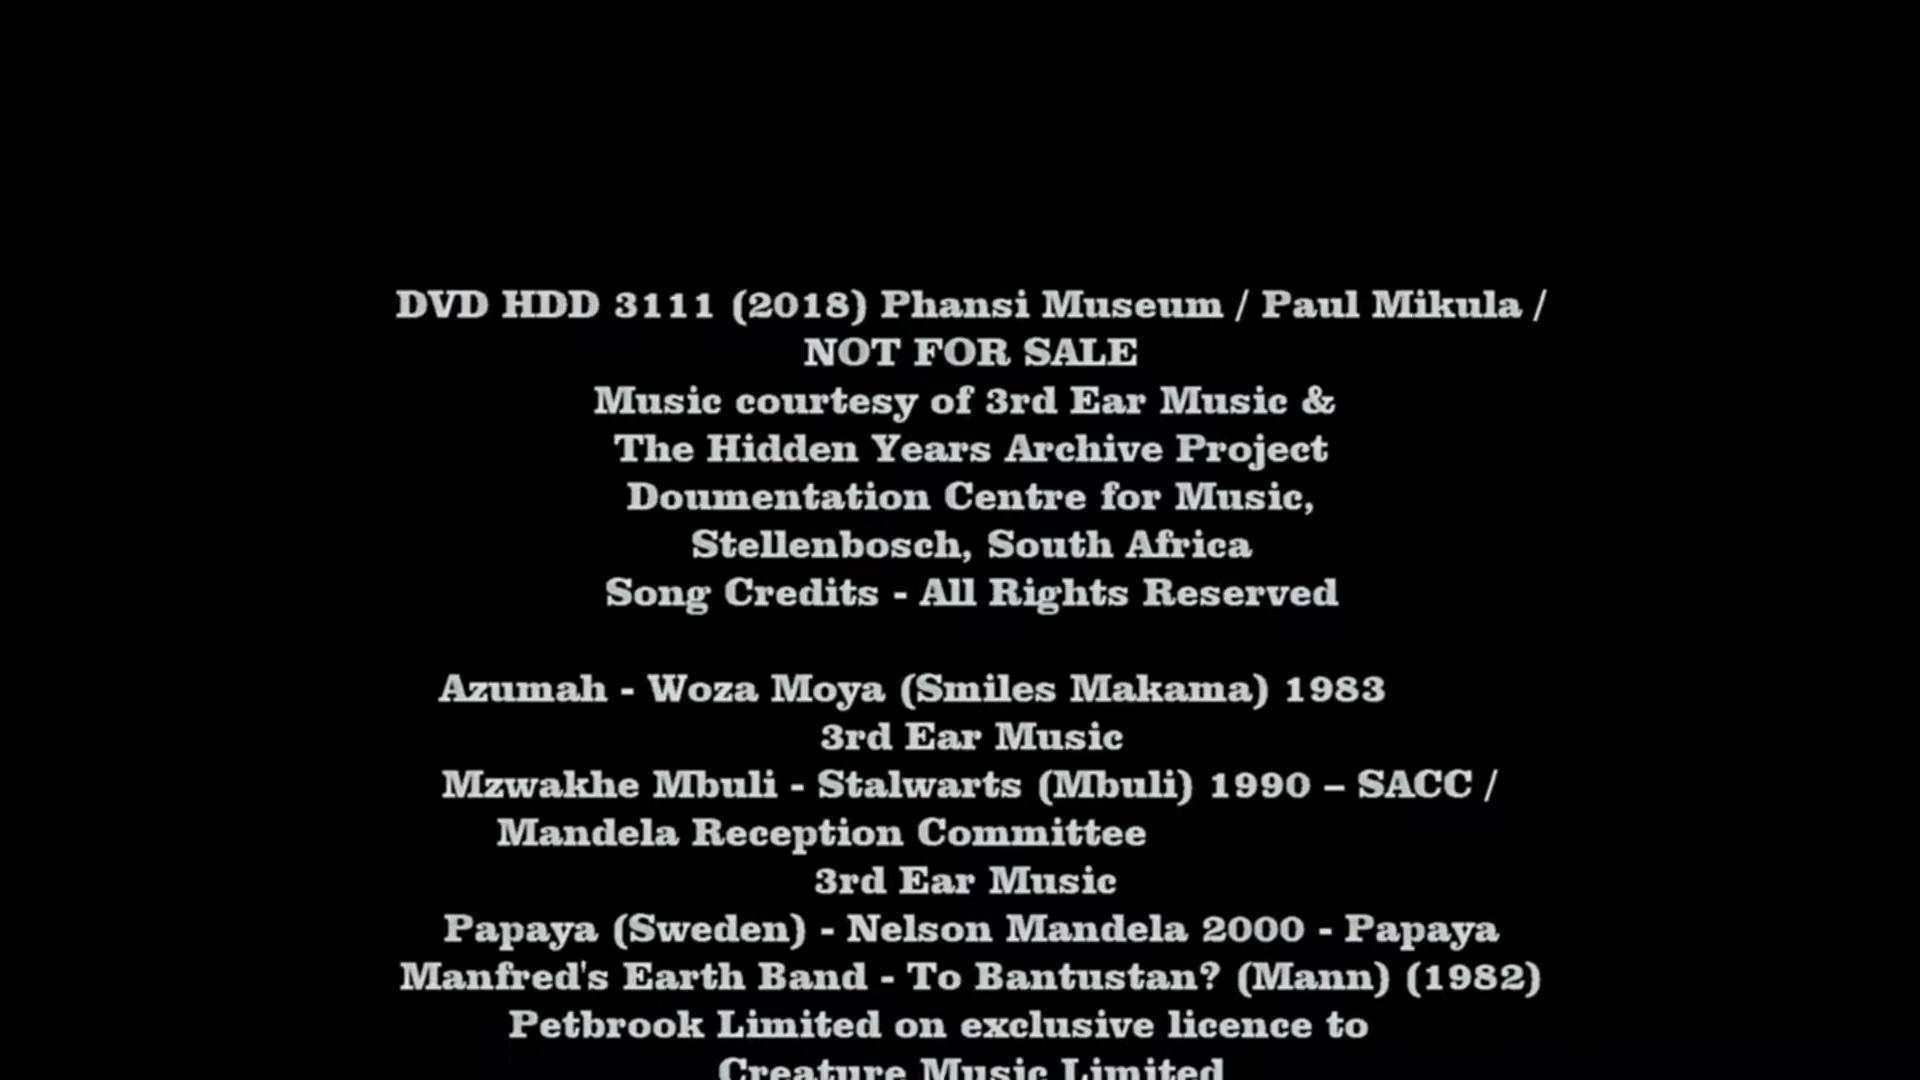 DVD HDD 3111 (2018) Phansi Museum / Paul Mikula /
NOT FOR SALE
Music courtesy of 3rd Ear Music &
The Hidden Years Archive Project
Doumentation Centre for Music,
Stellenbosch, South Africa
Song Credits - All Rights Reserved
Azumah - Woza Moya (Smiles Makama) 1983
3rd Ear Music
Mzwakhe Mbuli - Stalwarts (Mbuli) 1990 – SACC /
Mandela Reception Committee
3rd Ear Music
Papaya (Sweden) - Nelson Mandela 2000 - Papaya
Manfred's Earth Band - To Bantustan? (Mann) (1982)
Petbrook Limited on exclusive licence to
Creature Music Limited